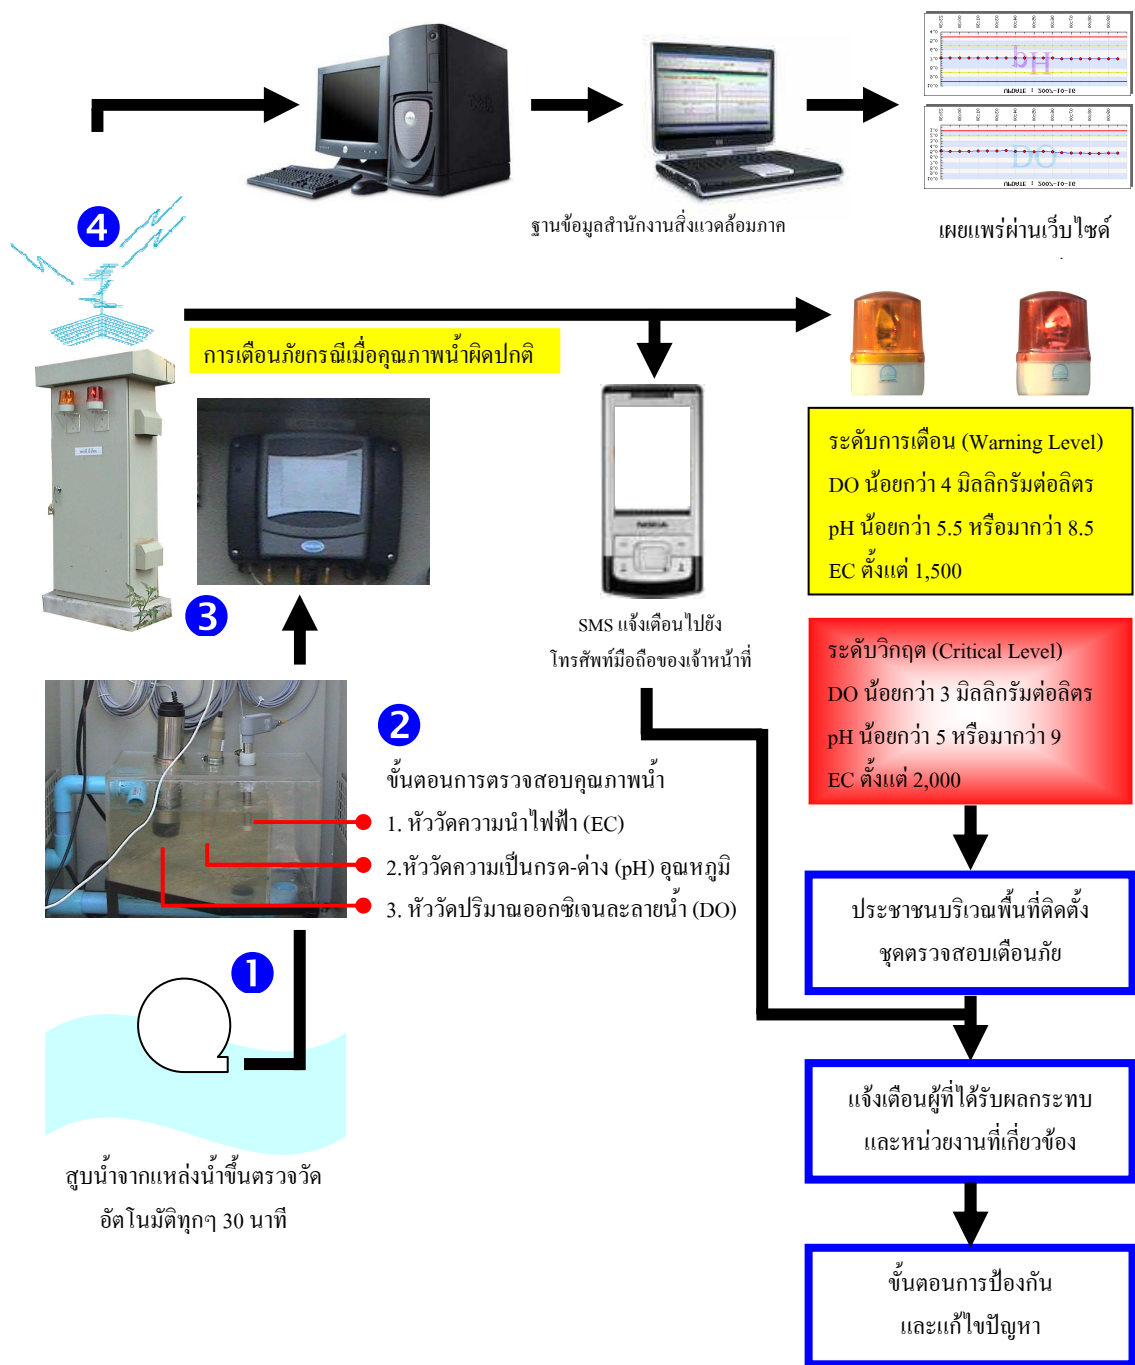 pH
UPDATE : 2007-10-16
DO
UPDATE : 2007-10-16
4
ฐานข้อมูลสำนักงานสิ่งแวดล้อมภาค
เผยแพร่ผ่านเว็บไซด์
การเตือนภัยกรณีเมื่อคุณภาพน้ำผิดปกติ
ระดับการเตือน (Warning Level)
DO น้อยกว่า 4 มิลลิกรัมต่อลิตร
pH น้อยกว่า 5.5 หรือมากว่า 8.5
EC ตั้งแต่ 1,500
NOKIA
3
SMS แจ้งเตือนไปยัง
โทรศัพท์มือถือของเจ้าหน้าที่
ระดับวิกฤต (Critical Level)
DO น้อยกว่า 3 มิลลิกรัมต่อลิตร
pH น้อยกว่า 5 หรือมากว่า 9
EC ตั้งแต่ 2,000
2
ขั้นตอนการตรวจสอบคุณภาพน้ำ
1. หัววัดความนำไฟฟ้า (EC)
2.หัววัดความเป็นกรด-ด่าง (pH) อุณหภูมิ
3. หัววัดปริมาณออกซิเจนละลายน้ำ (DO)
ประชาชนบริเวณพื้นที่ติดตั้ง
ชุดตรวจสอบเตือนภัย
1
แจ้งเตือนผู้ที่ได้รับผลกระทบ
และหน่วยงานที่เกี่ยวข้อง
สูบน้ำจากแหล่งน้ำขึ้นตรวจวัด
อัตโนมัติทุกๆ 30 นาที
ขั้นตอนการป้องกัน
และแก้ไขปัญหา